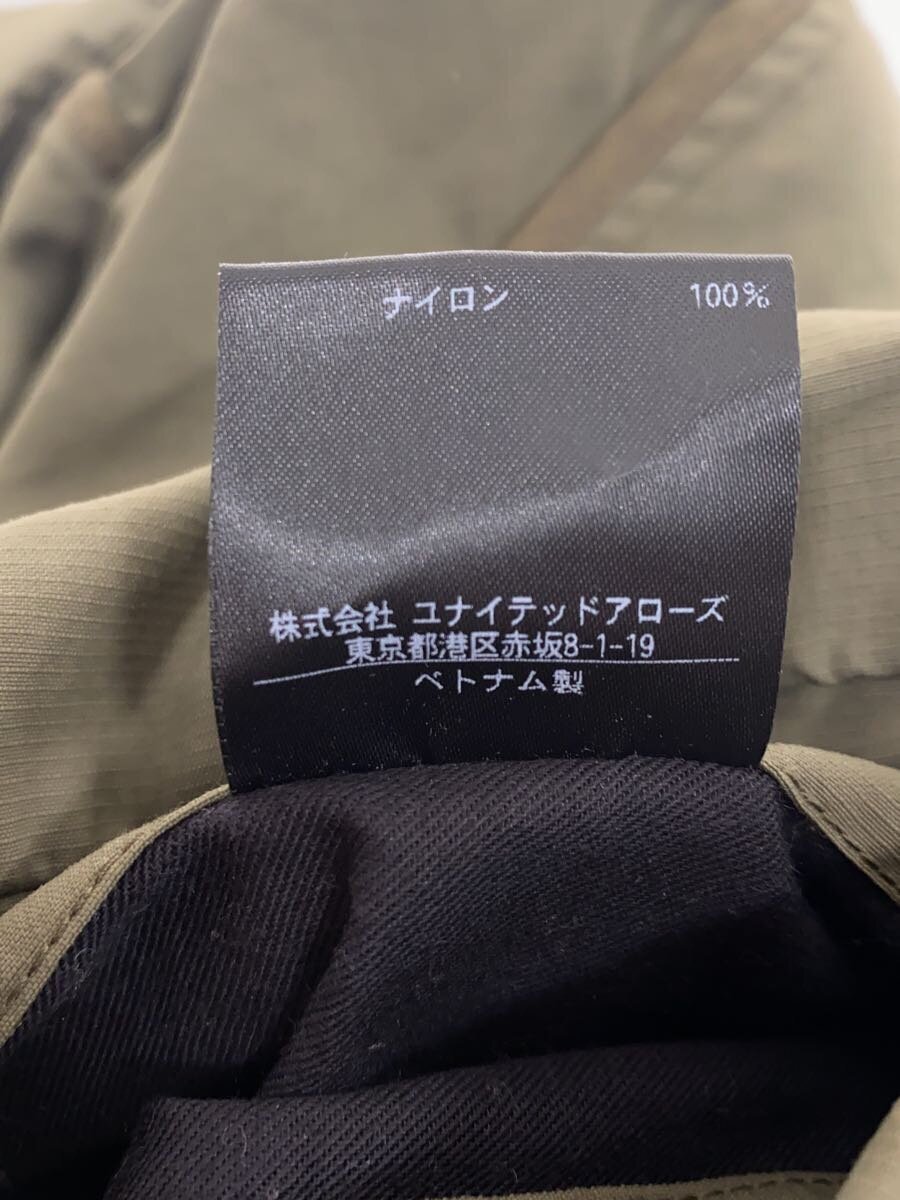 ナイロン 100%
株式会社 ユナイテッドアローズ
東京都港区赤坂8-1-19
ベトナム製